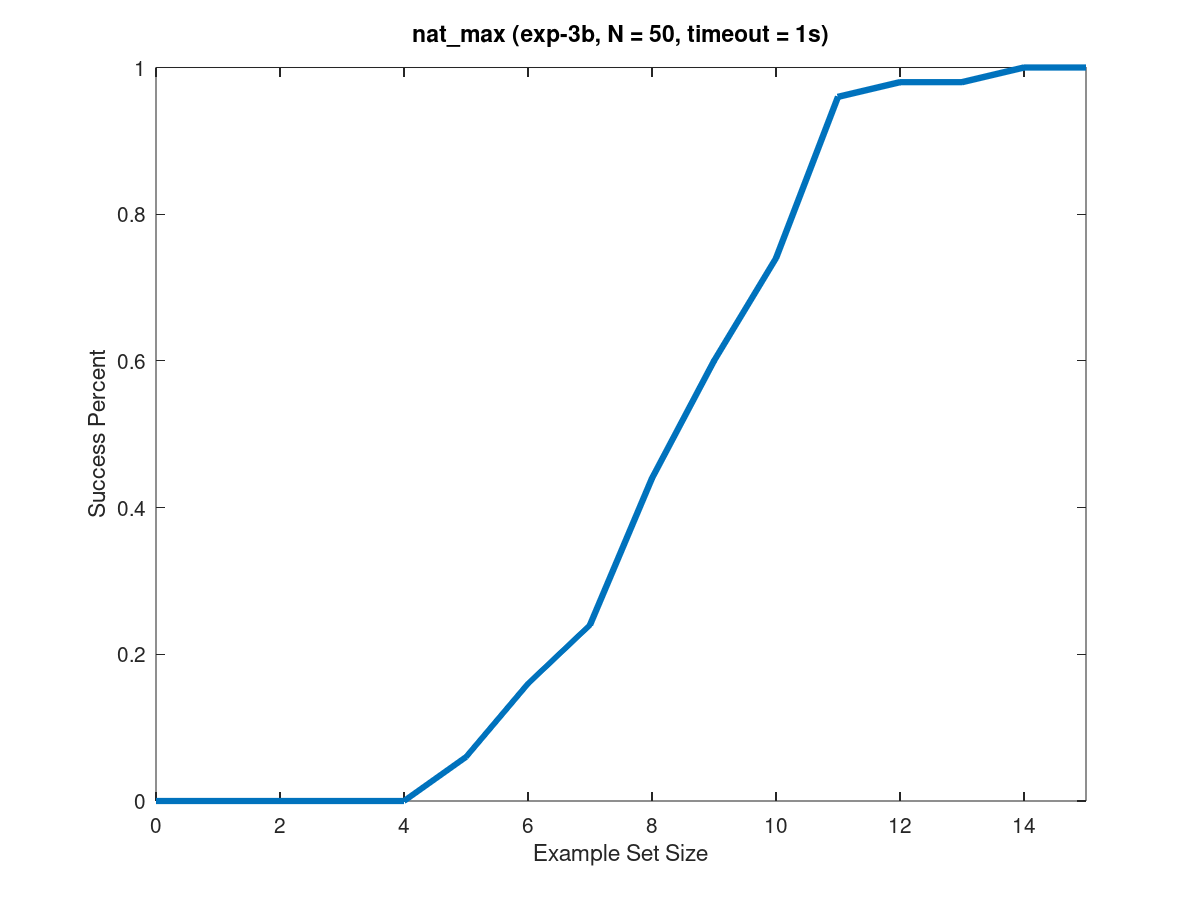 nat_max (exp-3b, N = 50, timeout = 1s)
1
0.8
0.6
0.4
0.2
0
Success Percent
0 2 4 6 8 10 12 14
Example Set Size